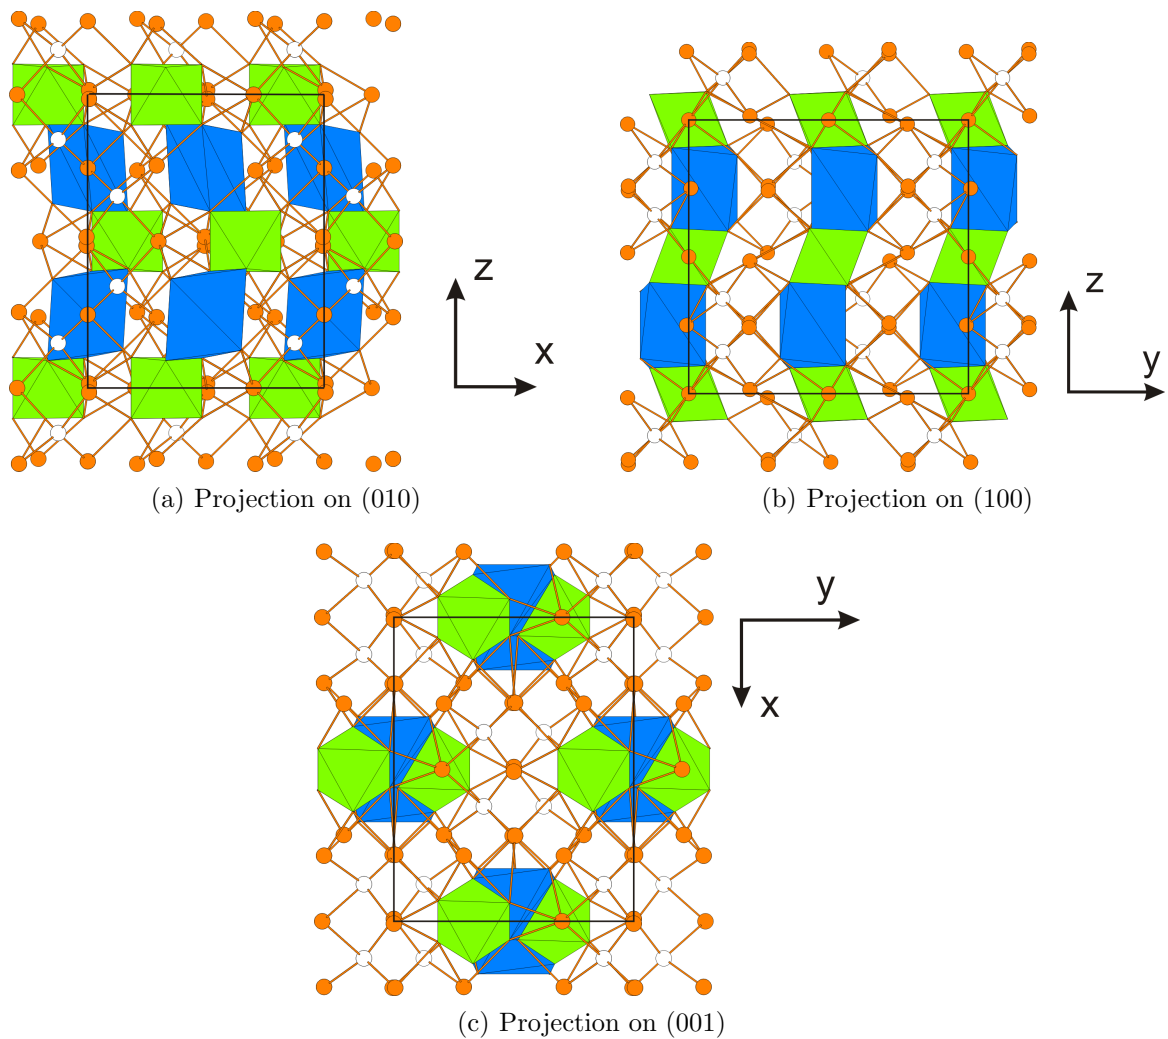 z
x
z
y
(a) Projection on (010)
(b) Projection on (100)
y
x
(c) Projection on (001)